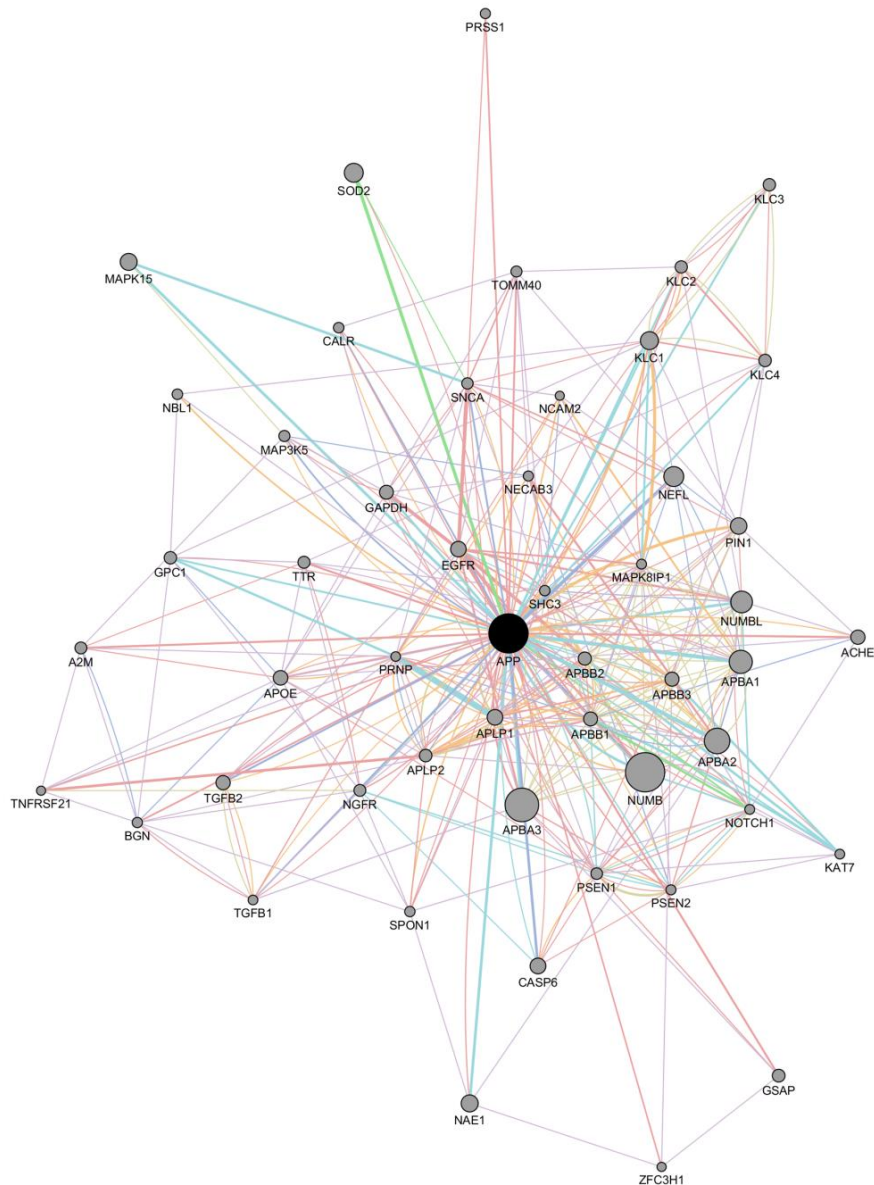 PRSS1
SOD2
KLC3
MAPK15
TOMM40
KLC2
CALR
KLC1
KLC4
SNCA
NBL1
NCAM2
MAP3K5
NECAB3
NEFL
GAPDH
PIN1
EGFR
GPC1
TTR
MAPK8IP1
SHC3
NUMBL
ACHE
A2M
APP
PRNP
APBB2
APBA1
APOE
APBB3
APLP1
APBB1
APBA2
APLP2
TNFRSF21
TGFB2
NGFR
NUMB
APBA3
NOTCH1
BGN
KAT7
PSEN1
PSEN2
TGFB1
SPON1
CASP6
GSAP
NAE1
ZFC3H1